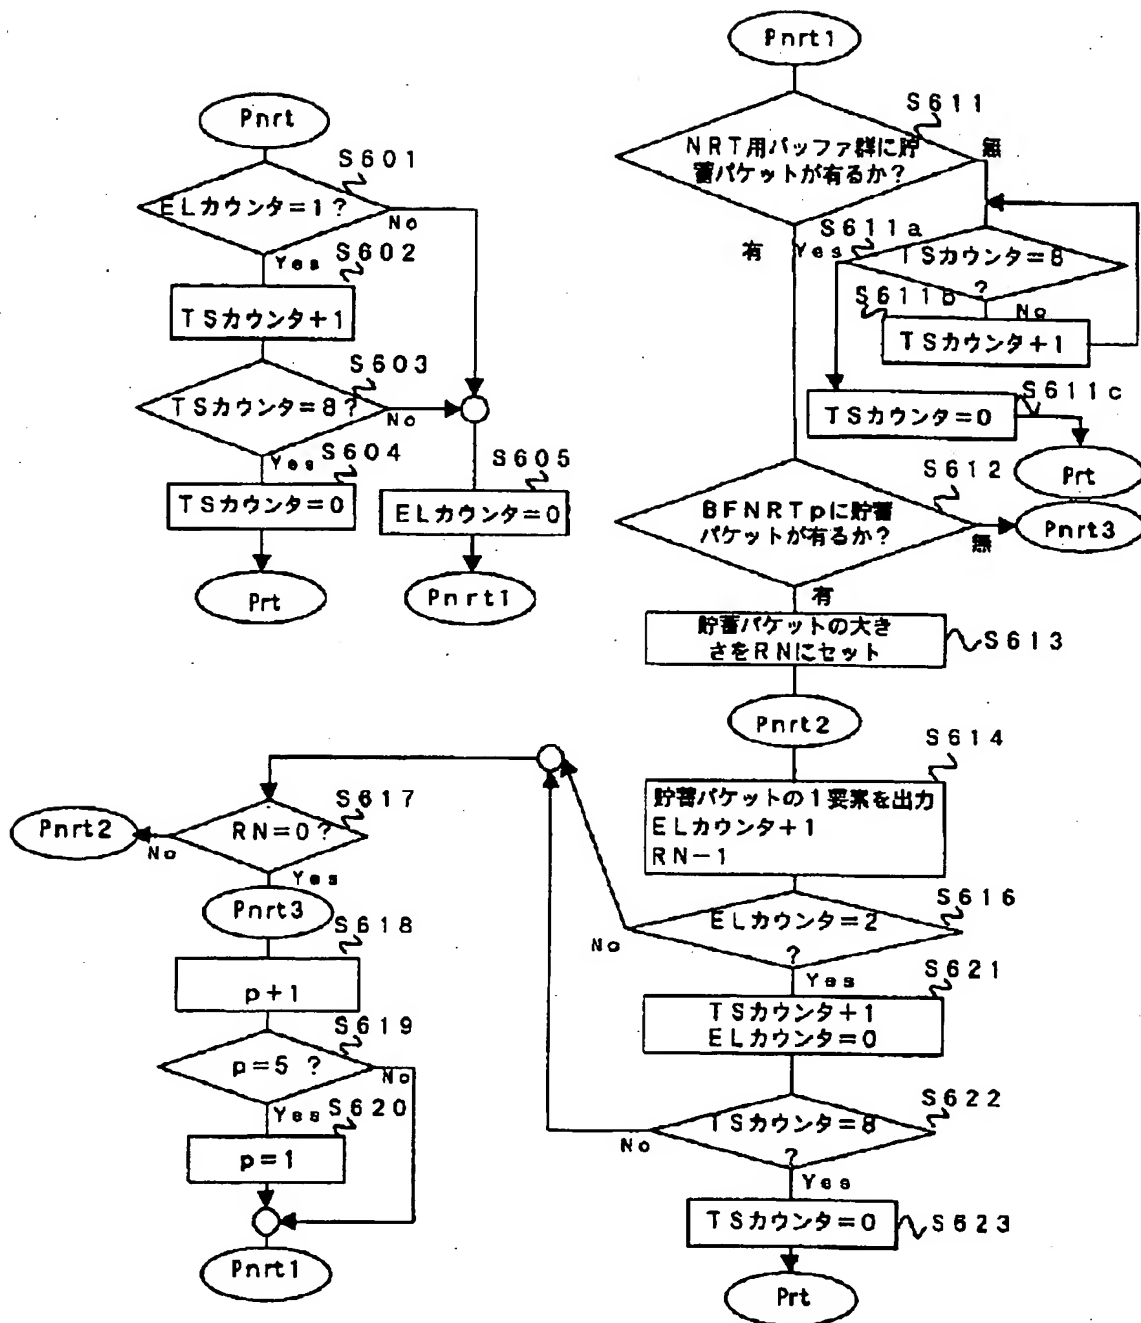 Pnrt
S601
ELカウンタ=1?
No
Yes
S602
TSカウンタ+1
S603
TSカウンタ=8?
No
Yes
S604
TSカウンタ=0
S605
ELカウンタ=0
Prt
Pnrt1
Pnrt1
S611
NRT用バッファ群に貯
蓄パケットが有るか?
無
有
S611a
Yes
TSカウンタ=8
?
S611B
No
TSカウンタ+1
S611c
TSカウンタ=0
Prt
S612
BFNRTpに貯蓄
パケットが有るか?
無
Pnrt3
有
貯蓄パケットの大き
さをRNにセット
S613
Pnrt2
S614
貯蓄パケットの1要素を出力
ELカウンタ+1
RN-1
S616
ELカウンタ=2
?
No
Yes
S621
TSカウンタ+1
ELカウンタ=0
S622
TSカウンタ=8
?
No
Yes
TSカウンタ=0
S623
Prt
S617
RN=0?
Pnrt2
No
Yes
Pnrt3
S618
p+1
S619
p=5 ?
No
Yes
S620
p=1
Pnrt1